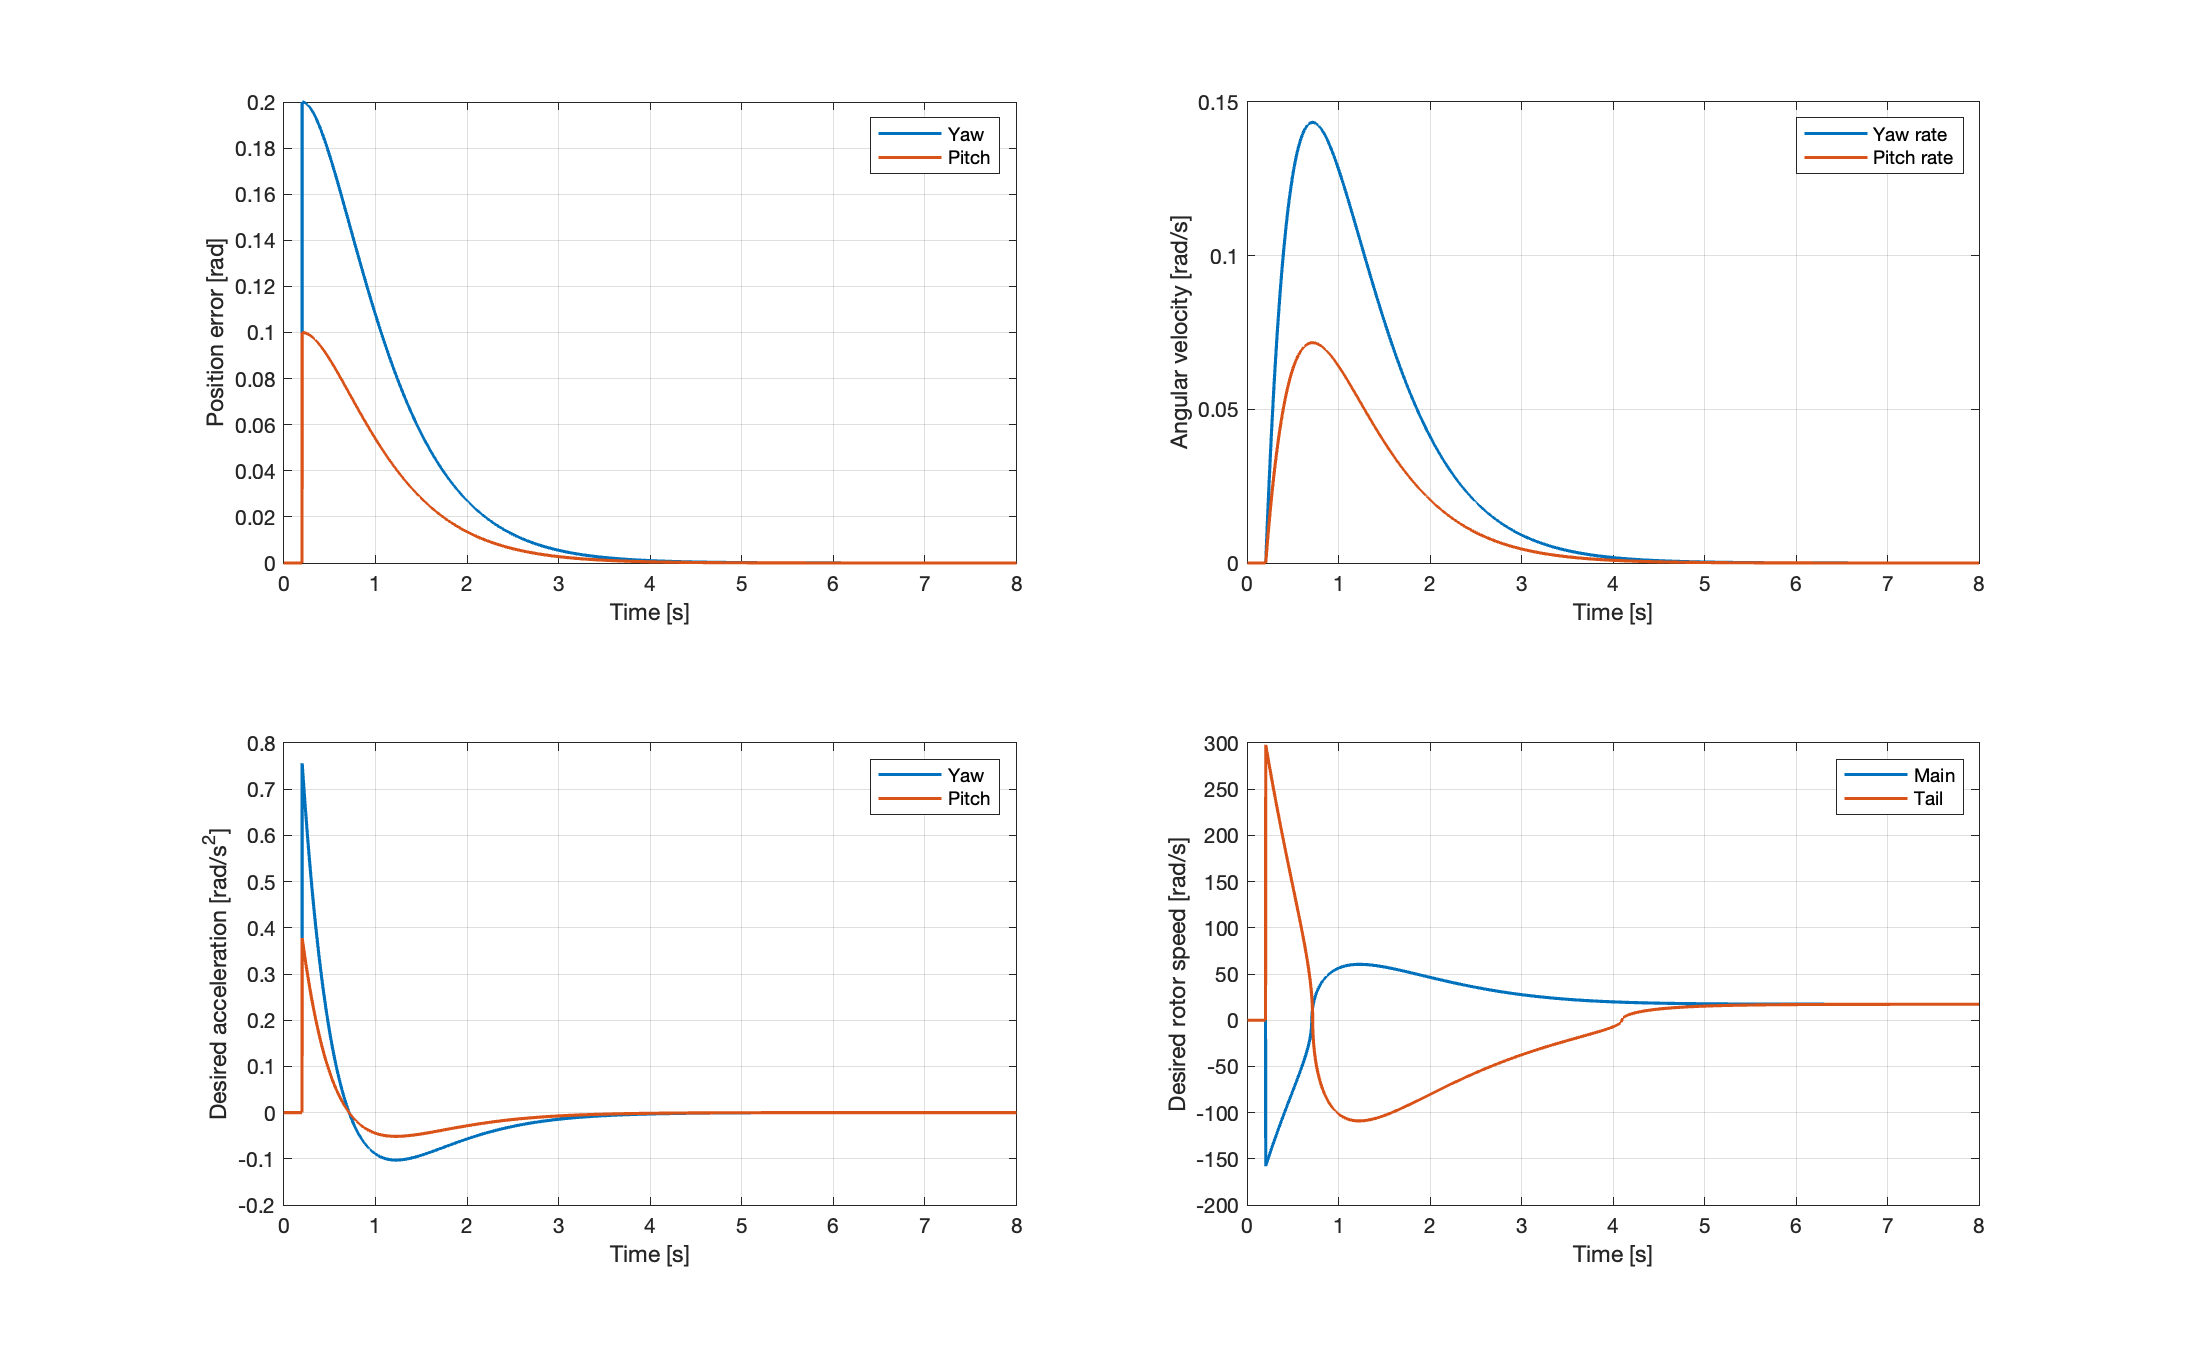 0.2
0.18
0.16
0.14
0.12
0.1
0.08
0.06
0.04
0.02
0
Position error [rad]
0 1 2 3 4 5 6 7 8
Time [s]
Yaw
Pitch
0.15
0.1
0.05
0
Angular velocity [rad/s]
0 1 2 3 4 5 6 7 8
Time [s]
Yaw rate
Pitch rate
0.8
0.7
0.6
0.5
0.4
0.3
0.2
0.1
0
-0.1
-0.2
Desired acceleration [rad/s²]
0 1 2 3 4 5 6 7 8
Time [s]
Yaw
Pitch
300
250
200
150
100
50
0
-50
-100
-150
-200
Desired rotor speed [rad/s]
0 1 2 3 4 5 6 7 8
Time [s]
Main
Tail